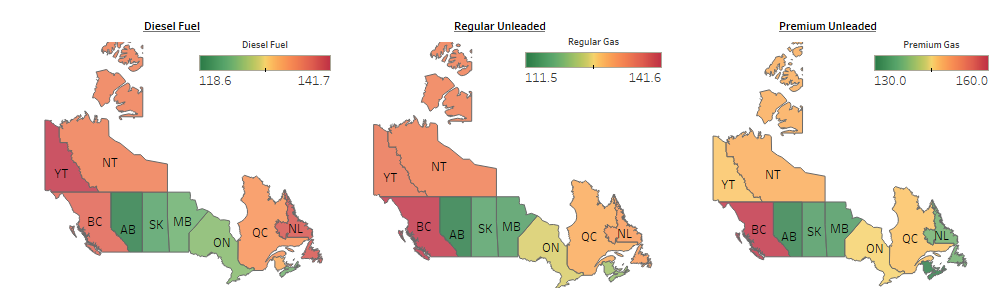 Diesel Fuel
Regular Unleaded
Premium Unleaded
Diesel Fuel
118.6 141.7
Regular Gas
111.5 141.6
Premium Gas
130.0 160.0
YT NT BC AB SK MB ON QC NL
YT NT BC AB SK MB ON QC NL
YT NT BC AB SK MB ON QC NL